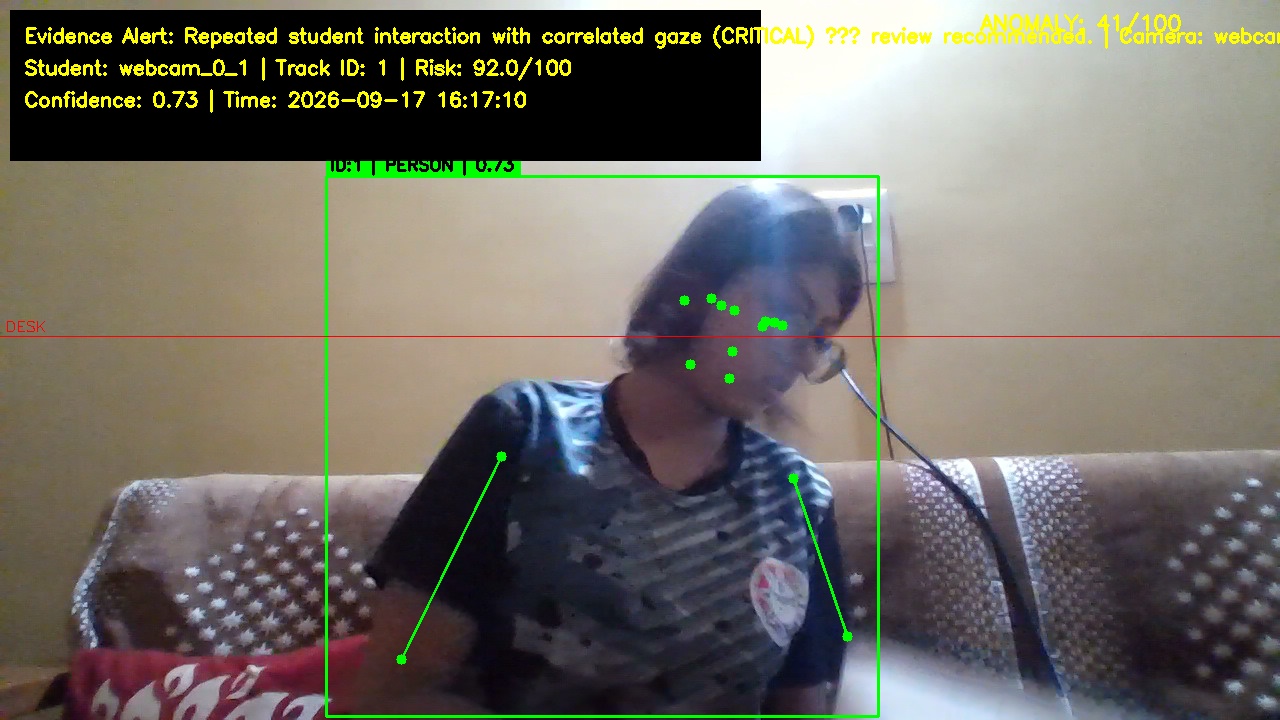 ANOMALY: 41/100
Evidence Alert: Repeated student interaction with correlated gaze (CRITICAL) ??? review recommended. | Camera: webcam
Student: webcam_0_1 | Track ID: 1 | Risk: 92.0/100
Confidence: 0.73 | Time: 2026-09-17 16:17:10
ID:1 | PERSON | 0.73
DESK